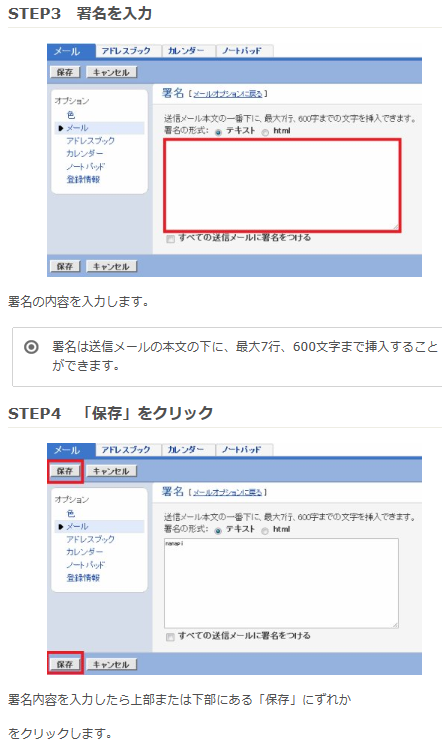 STEP3 署名を入力
メール アドレスブック カレンダー ノートパッド
保存 キャンセル
オプション
色
メール
アドレスブック
カレンダー
ノートパッド
登録情報
署名 [メールオプションに戻る]
送信メール本文の一番下に、最大7行、600字までの文字を挿入できます。
署名の形式: テキスト html
すべての送信メールに署名をつける
保存 キャンセル
署名の内容を入力します。
署名は送信メールの本文の下に、最大7行、600文字まで挿入すること
ができます。
STEP4 「保存」をクリック
メール アドレスブック カレンダー ノートパッド
保存 キャンセル
オプション
色
メール
アドレスブック
カレンダー
ノートパッド
登録情報
署名 [メールオプションに戻る]
送信メール本文の一番下に、最大7行、600字までの文字を挿入できます。
署名の形式: テキスト html
nanapi
すべての送信メールに署名をつける
保存 キャンセル
署名内容を入力したら上部または下部にある「保存」にずれか
をクリックします。